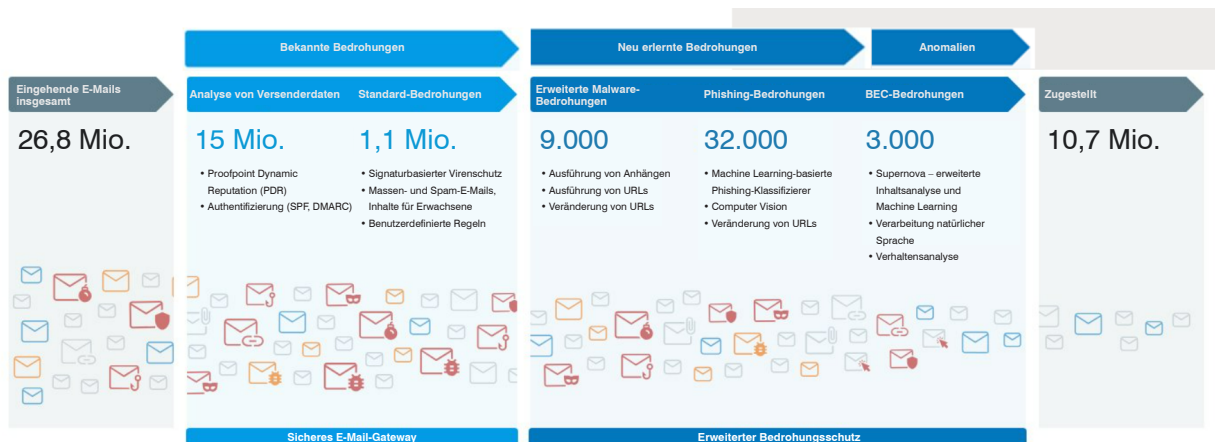 Bekannte Bedrohungen
Neu erlernte Bedrohungen
Anomalien
Eingehende E-Mails
insgesamt
26,8 Mio.
Analyse von Versenderdaten
15 Mio.
• Proofpoint Dynamic
Reputation (PDR)
• Authentifizierung (SPF, DMARC)
Standard-Bedrohungen
1,1 Mio.
• Signaturbasierter Virenschutz
• Massen- und Spam-E-Mails,
Inhalte für Erwachsene
• Benutzerdefinierte Regeln
Erweiterte Malware-
Bedrohungen
9.000
• Ausführung von Anhängen
• Ausführung von URLs
• Veränderung von URLs
Phishing-Bedrohungen
32.000
• Machine Learning-basierte
Phishing-Klassifizierer
• Computer Vision
• Veränderung von URLs
BEC-Bedrohungen
3.000
• Supernova – erweiterte
Inhaltsanalyse und
Machine Learning
• Verarbeitung natürlicher
Sprache
• Verhaltensanalyse
Zugestellt
10,7 Mio.
Sicheres E-Mail-Gateway
Erweiterter Bedrohungsschutz